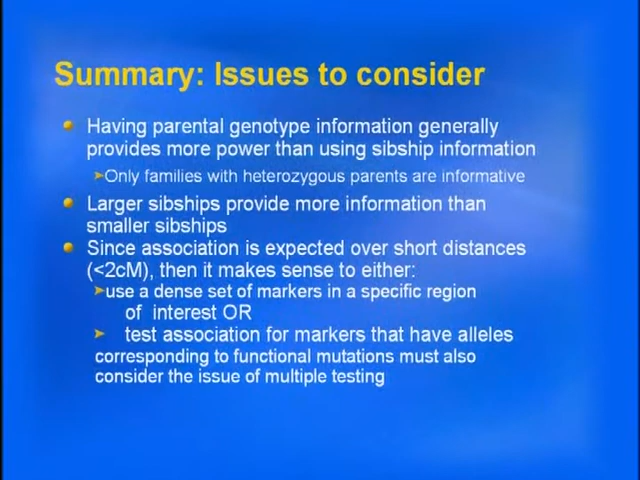 Summary: Issues to consider
Having parental genotype information generally
provides more power than using sibship information
Only families with heterozygous parents are informative
Larger sibships provide more information than
smaller sibships
Since association is expected over short distances
(<2cM), then it makes sense to either:
use a dense set of markers in a specific region
of interest OR
test association for markers that have alleles
corresponding to functional mutations must also
consider the issue of multiple testing